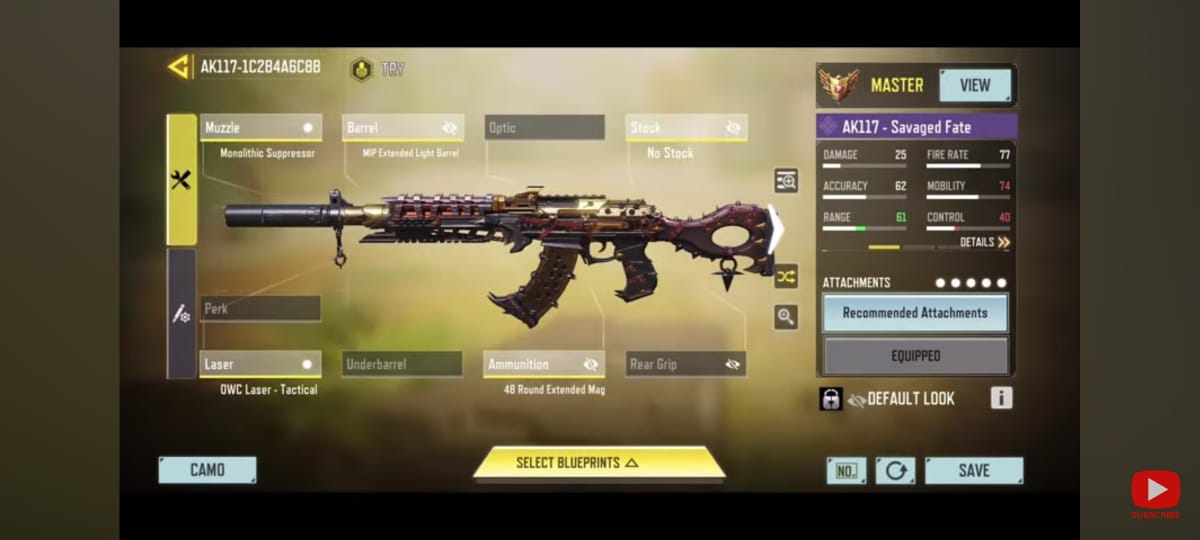 AK117-1C2B4A6C8B
TRY
MASTER
VIEW
Muzzle
Barrel
Optic
Stock
Monolithic Suppressor
MIP Extended Light Barrel
No Stock
AK117 - Savaged Fate
DAMAGE 25 FIRE RATE 77
ACCURACY 62 MOBILITY 74
RANGE 61 CONTROL 40
DETAILS
ATTACHMENTS
Recommended Attachments
EQUIPPED
Perk
Laser
Underbarrel
Ammunition
Rear Grip
OWC Laser - Tactical
48 Round Extended Mag
DEFAULT LOOK
CAMO
SELECT BLUEPRINTS
NO.
SAVE
SUBSCRIBE